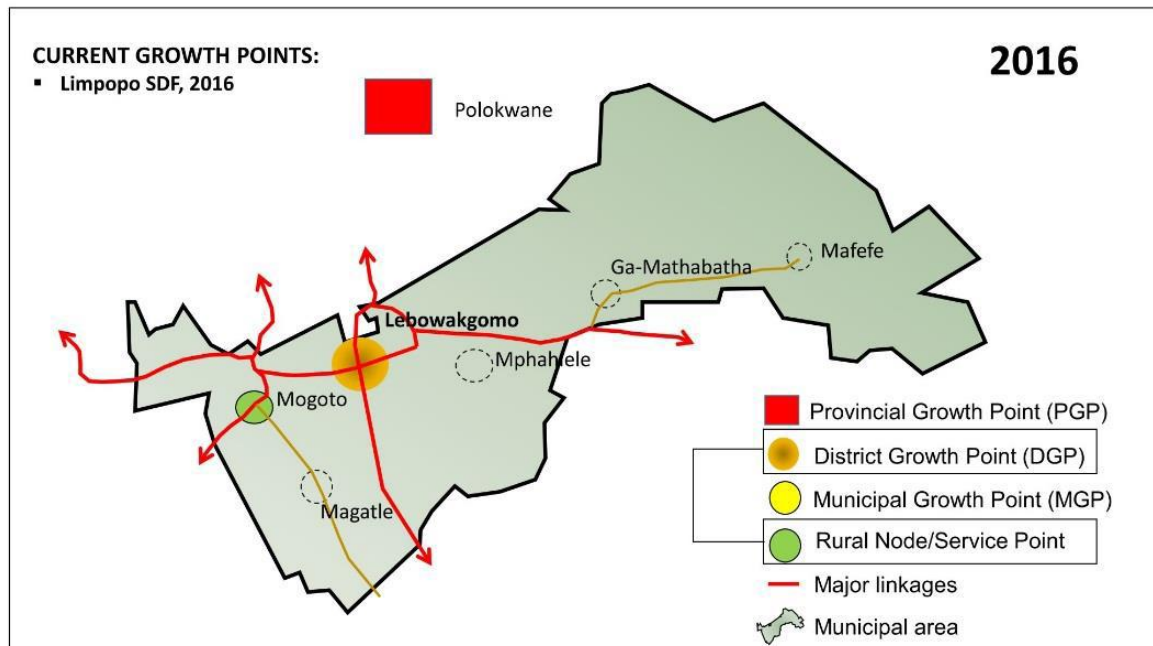 CURRENT GROWTH POINTS:
▪ Limpopo SDF, 2016
2016
Polokwane
Mafefe
Ga-Mathabatha
Lebowakgomo
Mphahlele
Mogoto
Magatle
Provincial Growth Point (PGP)
District Growth Point (DGP)
Municipal Growth Point (MGP)
Rural Node/Service Point
Major linkages
Municipal area